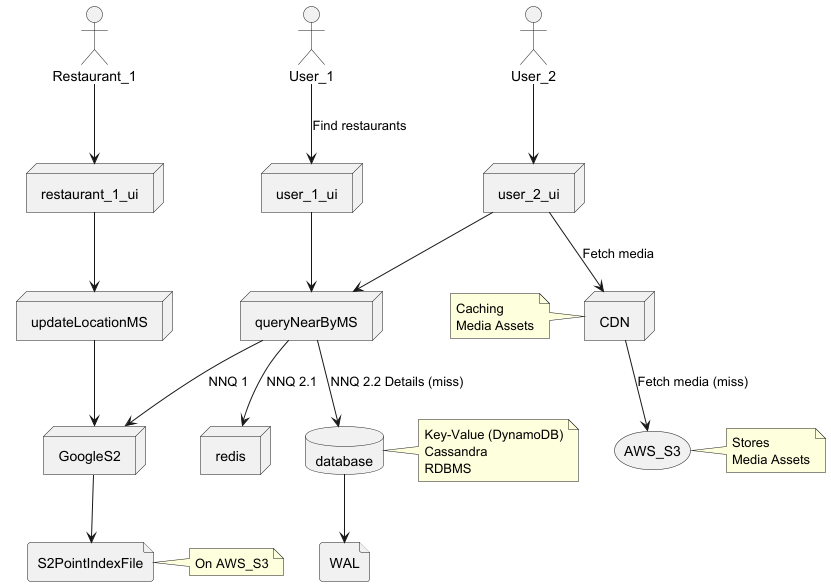 Restaurant_1
User_1
User_2
Find restaurants
restaurant_1_ui
user_1_ui
user_2_ui
Fetch media
updateLocationMS
queryNearByMS
Caching
Media Assets
CDN
NNQ 1
NNQ 2.1
NNQ 2.2 Details (miss)
Fetch media (miss)
GoogleS2
redis
database
Key-Value (DynamoDB)
Cassandra
RDBMS
AWS_S3
Stores
Media Assets
S2PointIndexFile
On AWS_S3
WAL